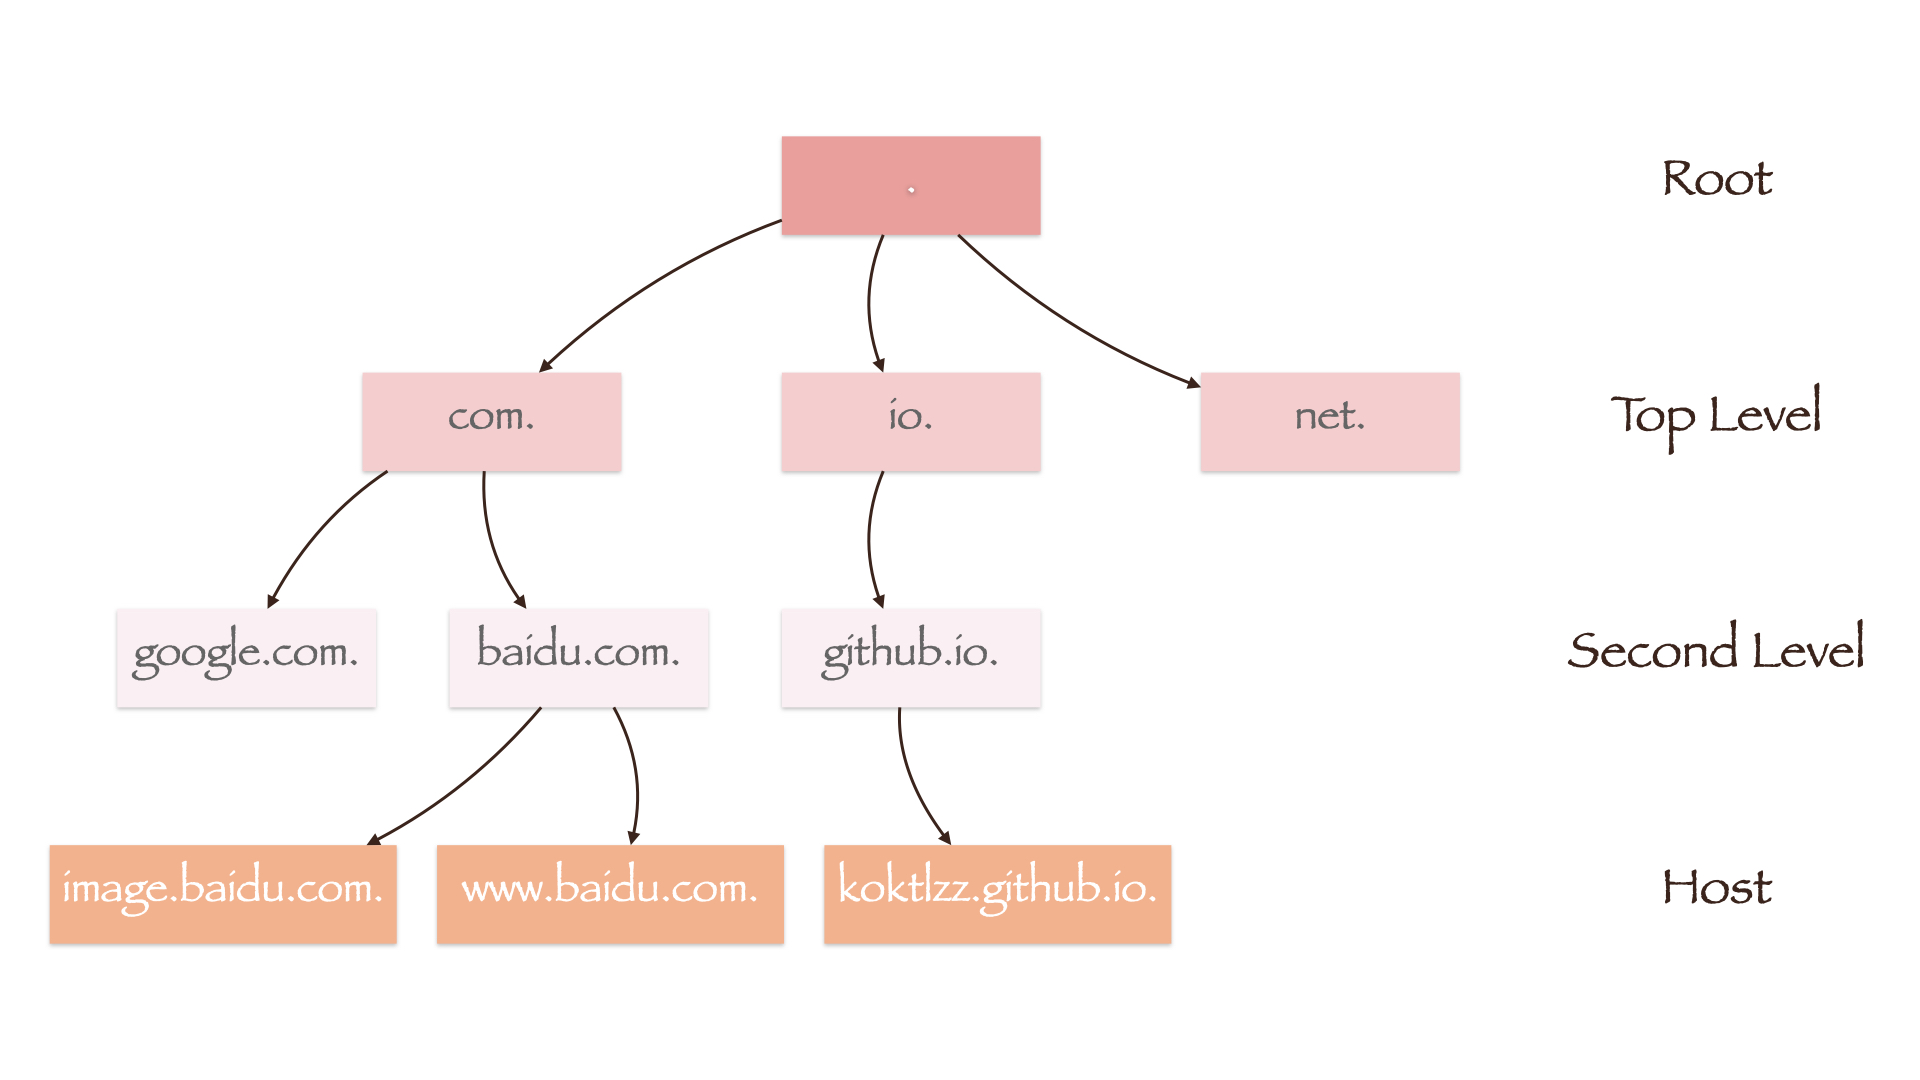 .
Root
com.
io.
net.
Top Level
google.com.
baidu.com.
github.io.
Second Level
image.baidu.com.
www.baidu.com.
koktlzz.github.io.
Host